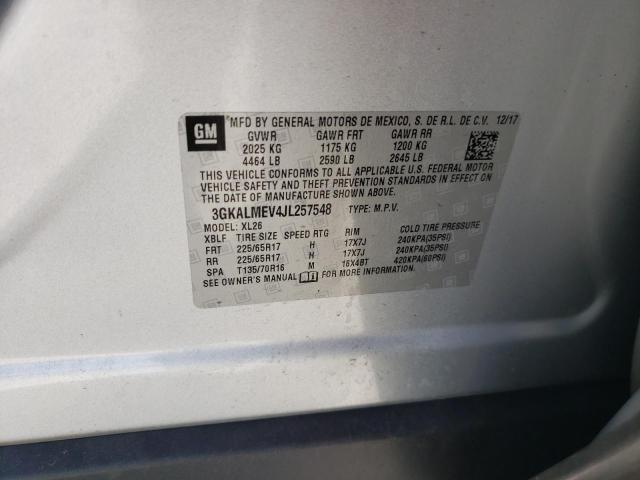 GM
MFD BY GENERAL MOTORS DE MEXICO, S. DE R.L. DE C.V. 12/17
GVWR GAWR FRT GAWR RR
2025 KG 1175 KG 1200 KG
4464 LB 2590 LB 2645 LB
THIS VEHICLE CONFORMS TO ALL APPLICABLE U.S. FEDERAL MOTOR
VEHICLE SAFETY AND THEFT PREVENTION STANDARDS IN EFFECT ON
THE DATE OF MANUFACTURE SHOWN ABOVE.
3GKALMEV4JL257548 TYPE: M.P.V.
MODEL: XL26
XBLF TIRE SIZE SPEED RTG RIM COLD TIRE PRESSURE
FRT 225/65R17 H 17X7J 240KPA(35PSI)
RR 225/65R17 H 17X7J 240KPA(35PSI)
SPA T135/70R16 M 16X4BT 420KPA(60PSI)
SEE OWNER'S MANUAL FOR MORE INFORMATION.